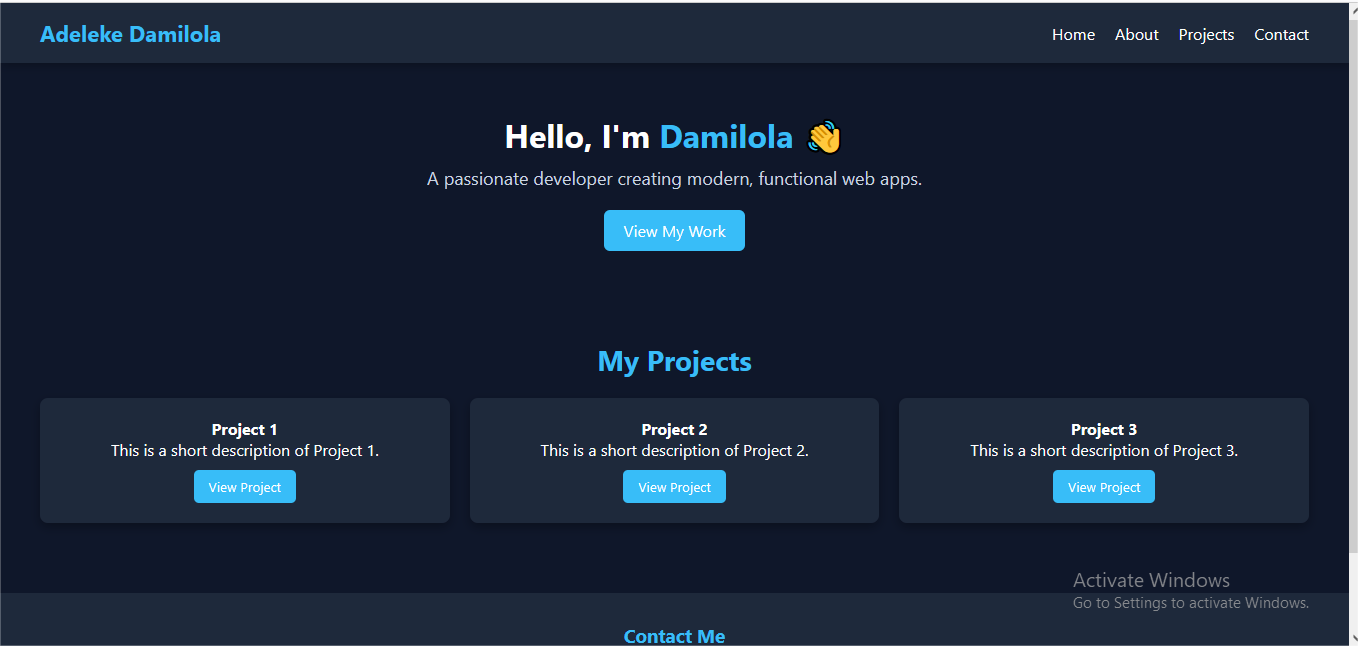 Adeleke Damilola
Home About Projects Contact
Hello, I'm Damilola 👋
A passionate developer creating modern, functional web apps.
View My Work
My Projects
Project 1
This is a short description of Project 1.
View Project
Project 2
This is a short description of Project 2.
View Project
Project 3
This is a short description of Project 3.
View Project
Activate Windows
Go to Settings to activate Windows.
Contact Me